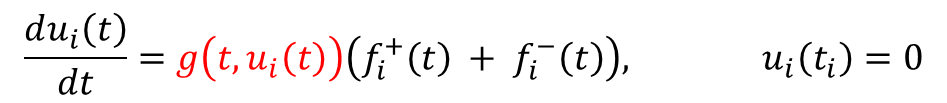 du_i(t)/dt = g(t, u_i(t))(f_i^+(t) + f_i^-(t)), u_i(t_i) = 0